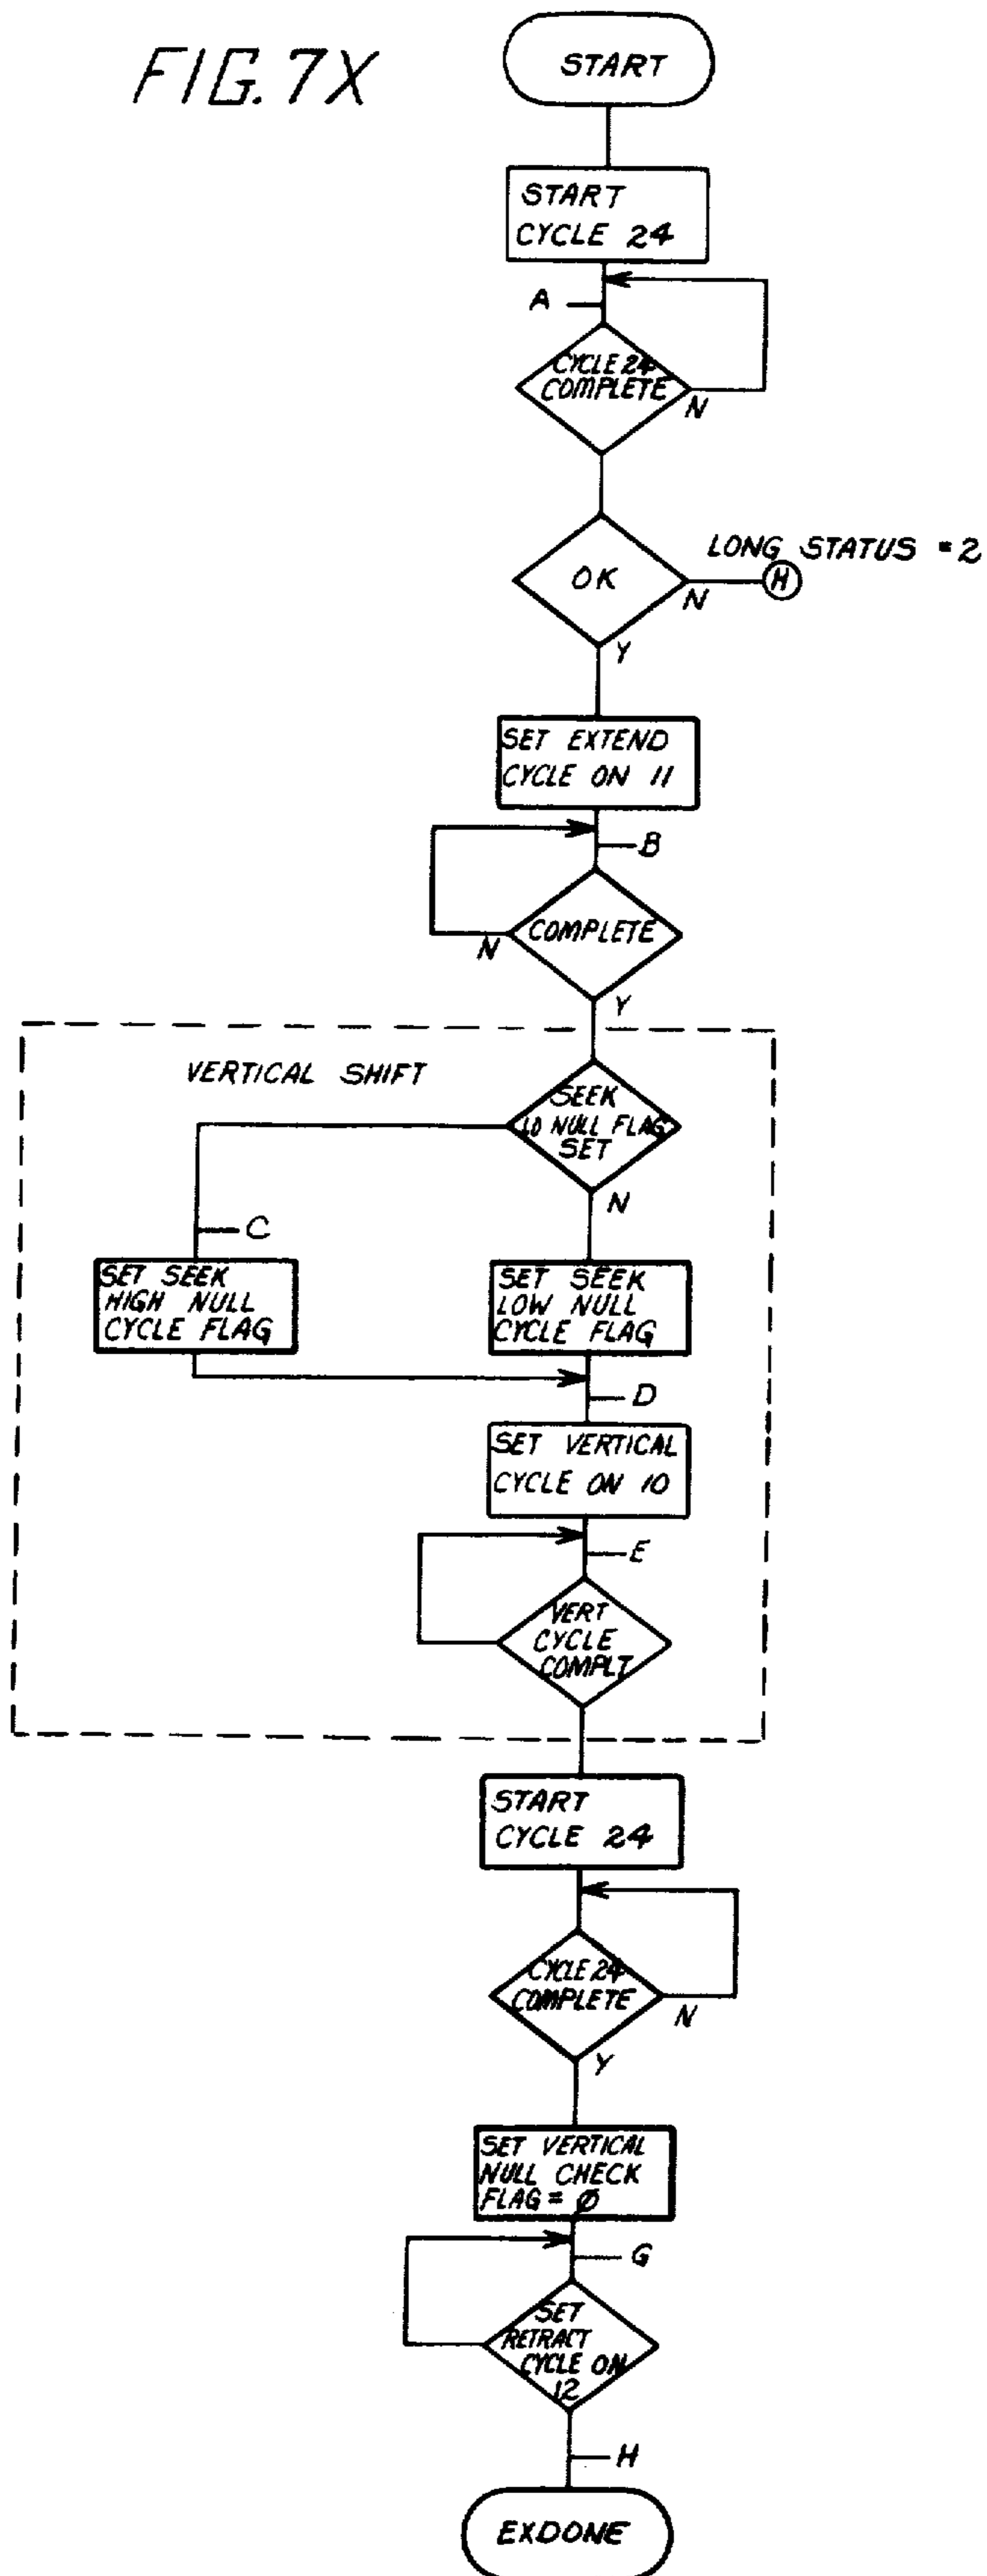 FIG. 7X
START
START
CYCLE 24
A
CYCLE 24
COMPLETE
N
LONG STATUS = 2
OK
N
H
Y
SET EXTEND
CYCLE ON 11
B
COMPLETE
N
Y
VERTICAL SHIFT
SEEK
LO NULL FLAG
SET
N
C
SET SEEK
HIGH NULL
CYCLE FLAG
SET SEEK
LOW NULL
CYCLE FLAG
D
SET VERTICAL
CYCLE ON 10
E
VERT
CYCLE
COMPLT
START
CYCLE 24
CYCLE 24
COMPLETE
N
Y
SET VERTICAL
NULL CHECK
FLAG = Ø
G
SET
RETRACT
CYCLE ON
12
H
EXDONE